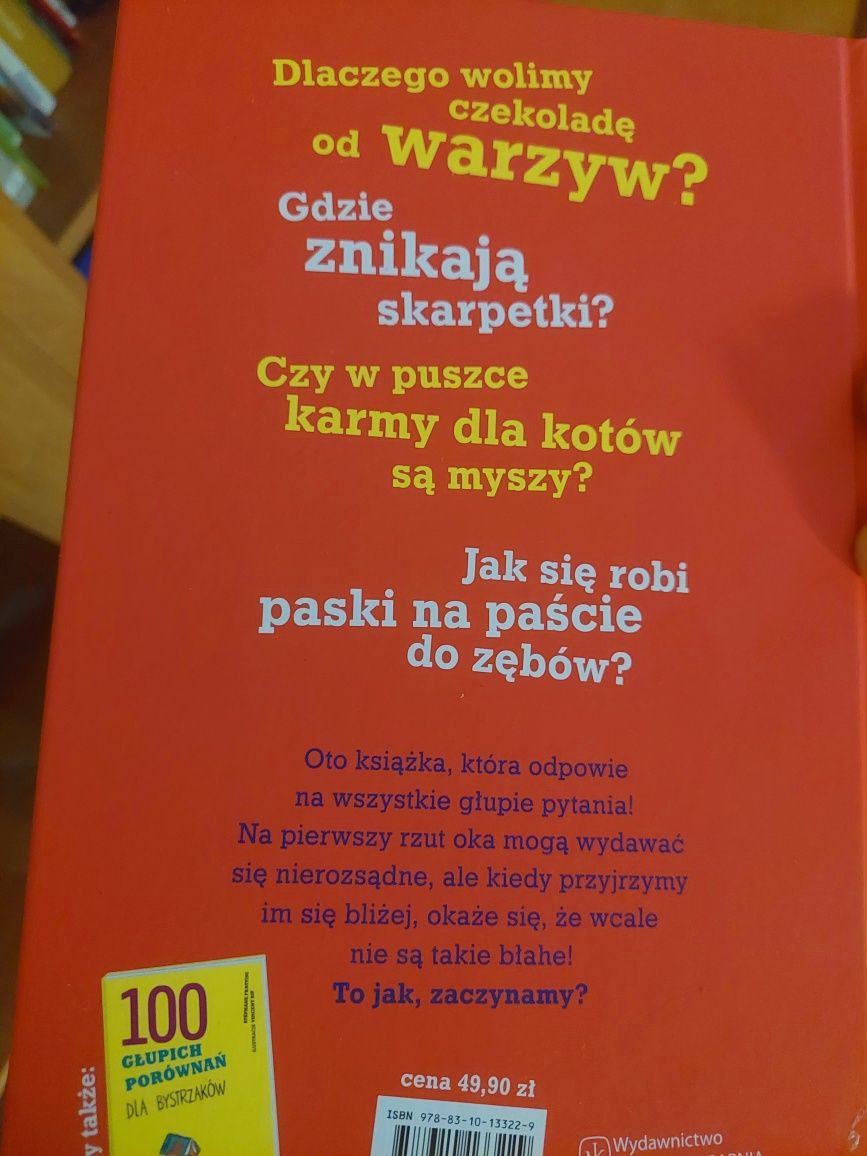 Dlaczego wolimy
czekoladę
od warzyw?
Gdzie
znikają
skarpetki?
Czy w puszce
karmy dla kotów
są myszy?
Jak się robi
paski na paście
do zębów?
Oto książka, która odpowie
na wszystkie głupie pytania!
Na pierwszy rzut oka mogą wydawać
się nierozsądne, ale kiedy przyjrzymy
im się bliżej, okaże się, że wcale
nie są takie błahe!
To jak, zaczynamy?
także:
100
GŁUPICH
PORÓWNAŃ
DLA BYSTRZAKÓW
cena 49,90 zł
ISBN 978-83-10-13322-9
Wydawnictwo